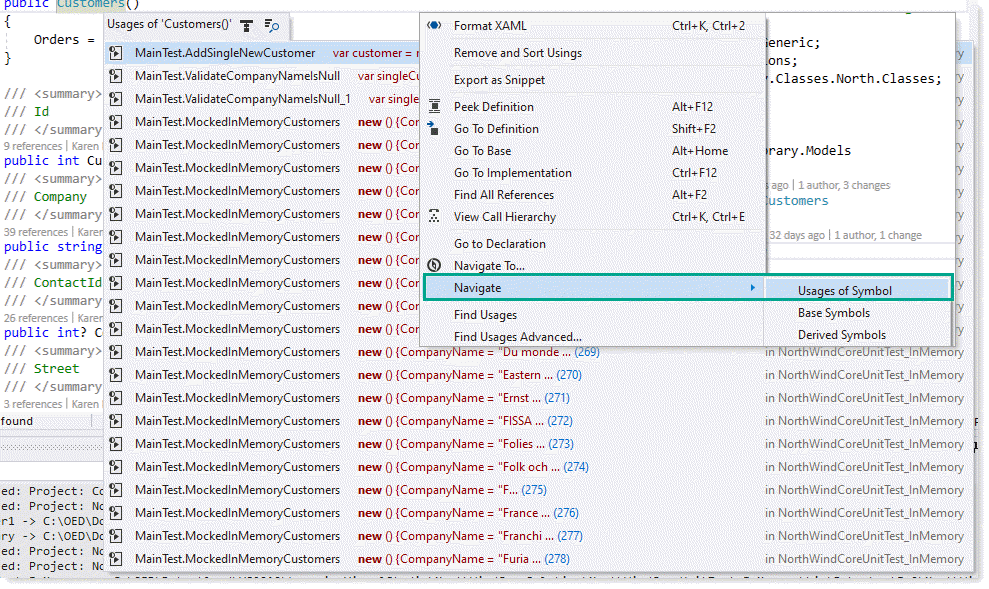 public Customers()
{
Orders =
}
/// <summary>
/// Id
/// </summary
9 references | Karen
public int Cu
/// <summary>
/// Company
/// </summary
39 references | Karen
public string
/// <summary>
/// ContactId
/// </summary
26 references | Karen
public int? C
/// <summary>
/// Street
/// </summary
3 references | Karen
found
ed: Project: Co
ed: Project: No
r1 -> C:\OED\Do
ry -> C:\OED\Do
ed: Project: No
ed: Project: No
Usages of 'Customers()'
MainTest.AddSingleNewCustomer var customer = n
MainTest.ValidateCompanyNameIsNull var singleCu
MainTest.ValidateCompanyNameIsNull_1 var single
MainTest.MockedInMemoryCustomers new () {Con
MainTest.MockedInMemoryCustomers new () {Con
MainTest.MockedInMemoryCustomers new () {Con
MainTest.MockedInMemoryCustomers new () {Con
MainTest.MockedInMemoryCustomers new () {Con
MainTest.MockedInMemoryCustomers new () {Con
MainTest.MockedInMemoryCustomers new () {Con
MainTest.MockedInMemoryCustomers new () {Con
MainTest.MockedInMemoryCustomers new () {Con
MainTest.MockedInMemoryCustomers new () {Con
MainTest.MockedInMemoryCustomers new () {CompanyName = "Du monde ... (269) in NorthWindCoreUnitTest_InMemory
MainTest.MockedInMemoryCustomers new () {CompanyName = "Eastern ... (270) in NorthWindCoreUnitTest_InMemory
MainTest.MockedInMemoryCustomers new () {CompanyName = "Ernst ... (271) in NorthWindCoreUnitTest_InMemory
MainTest.MockedInMemoryCustomers new () {CompanyName = "FISSA ... (272) in NorthWindCoreUnitTest_InMemory
MainTest.MockedInMemoryCustomers new () {CompanyName = "Folies ... (273) in NorthWindCoreUnitTest_InMemory
MainTest.MockedInMemoryCustomers new () {CompanyName = "Folk och ... (274) in NorthWindCoreUnitTest_InMemory
MainTest.MockedInMemoryCustomers new () {CompanyName = "F... (275) in NorthWindCoreUnitTest_InMemory
MainTest.MockedInMemoryCustomers new () {CompanyName = "France ... (276) in NorthWindCoreUnitTest_InMemory
MainTest.MockedInMemoryCustomers new () {CompanyName = "Franchi ... (277) in NorthWindCoreUnitTest_InMemory
MainTest.MockedInMemoryCustomers new () {CompanyName = "Furia ... (278) in NorthWindCoreUnitTest_InMemory
Format XAML Ctrl+K, Ctrl+2
Remove and Sort Usings
Export as Snippet
Peek Definition Alt+F12
Go To Definition Shift+F2
Go To Base Alt+Home
Go To Implementation Ctrl+F12
Find All References Alt+F2
View Call Hierarchy Ctrl+K, Ctrl+E
Go to Declaration
Navigate To...
Navigate
Find Usages
Find Usages Advanced...
Usages of Symbol
Base Symbols
Derived Symbols
eneric;
ions;
y.Classes.North.Classes;
brary.Models
s ago | 1 author, 3 changes
Customers
32 days ago | 1 author, 1 change